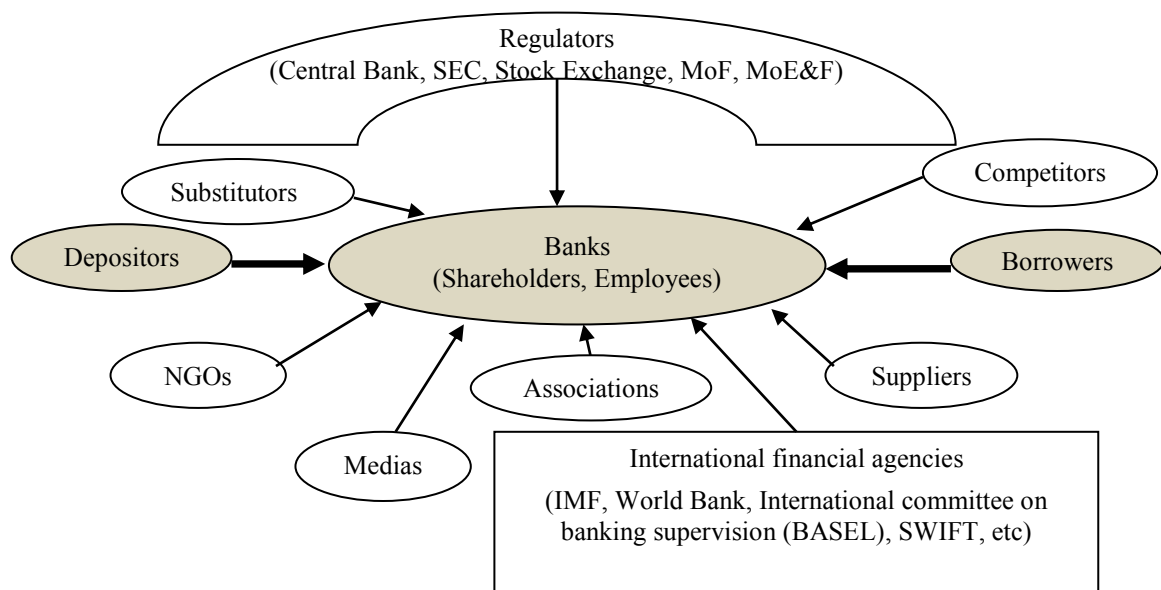 Regulators
(Central Bank, SEC, Stock Exchange, MoF, MoE&F)
Substitutors
Competitors
Depositors
Banks
(Shareholders, Employees)
Borrowers
NGOs
Associations
Suppliers
Medias
International financial agencies
(IMF, World Bank, International committee on
banking supervision (BASEL), SWIFT, etc)